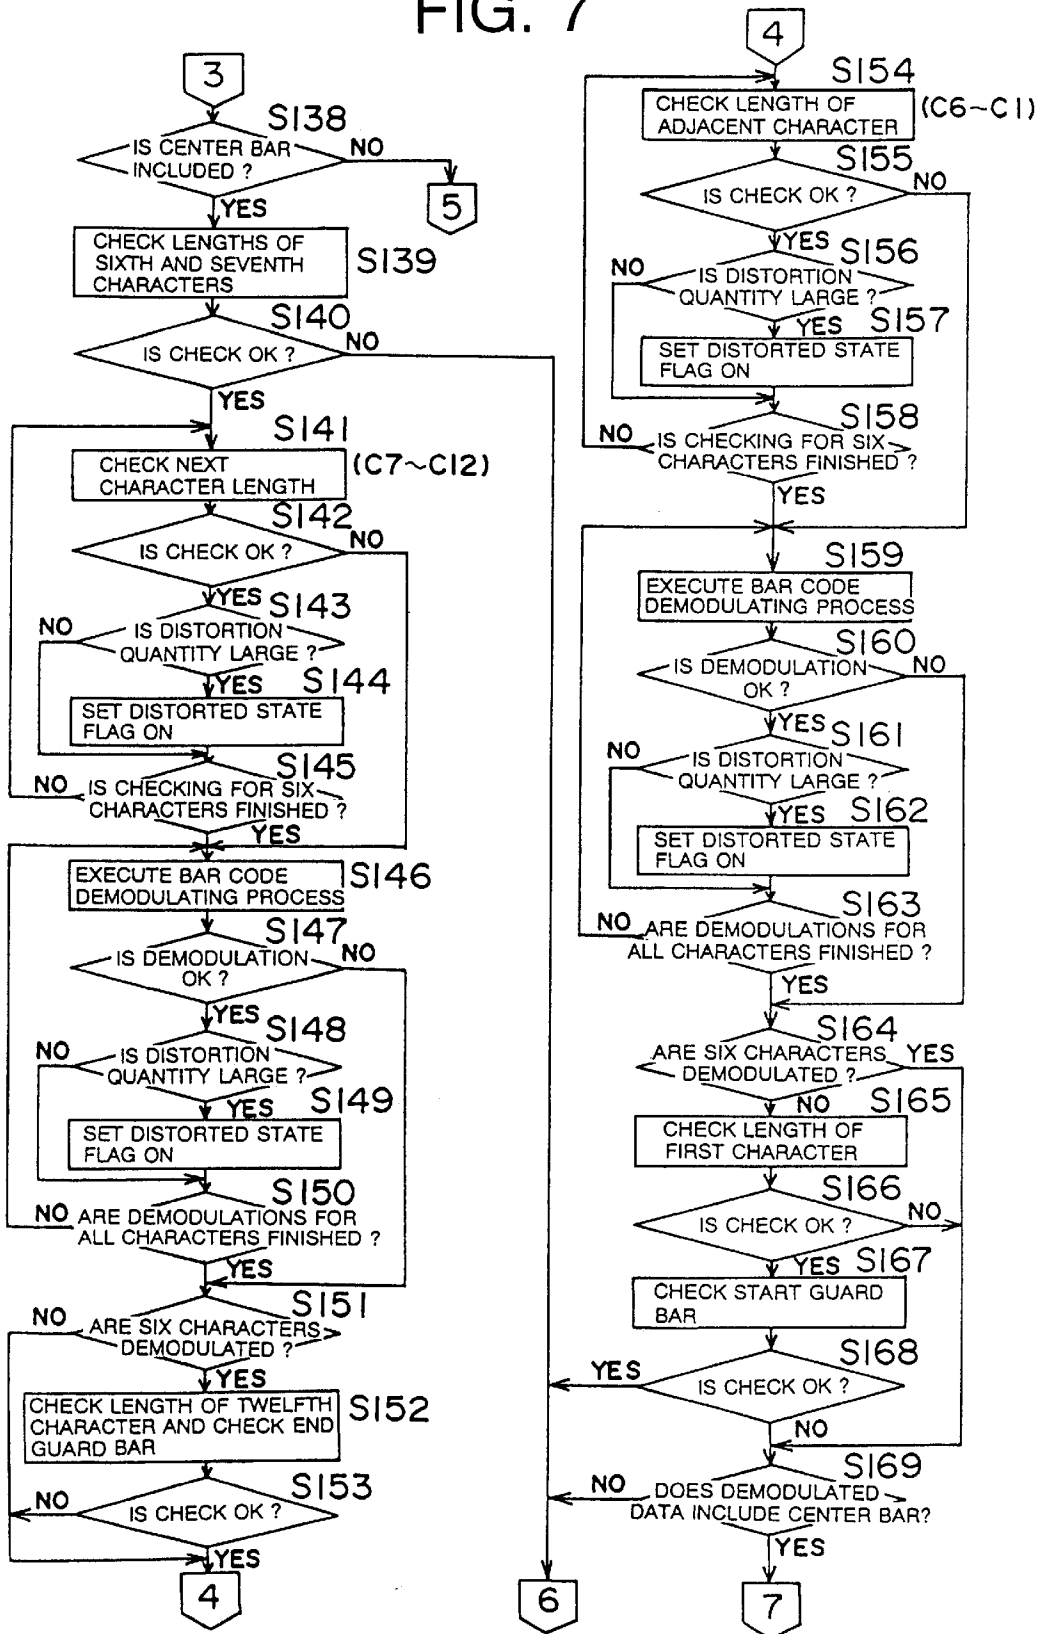 FIG. 7
3
S138
IS CENTER BAR
INCLUDED ?
NO
5
YES
CHECK LENGTHS OF
SIXTH AND SEVENTH
CHARACTERS
S139
S140
IS CHECK OK ?
NO
YES
S141
CHECK NEXT
CHARACTER LENGTH
(C7~C12)
S142
IS CHECK OK ?
NO
YES
S143
NO
IS DISTORTION
QUANTITY LARGE ?
YES
S144
SET DISTORTED STATE
FLAG ON
S145
NO
IS CHECKING FOR SIX
CHARACTERS FINISHED ?
YES
EXECUTE BAR CODE
DEMODULATING PROCESS
S146
S147
IS DEMODULATION
OK ?
NO
YES
S148
NO
IS DISTORTION
QUANTITY LARGE ?
YES
S149
SET DISTORTED STATE
FLAG ON
S150
NO
ARE DEMODULATIONS FOR
ALL CHARACTERS FINISHED ?
YES
S151
NO
ARE SIX CHARACTERS
DEMODULATED ?
YES
CHECK LENGTH OF TWELFTH
CHARACTER AND CHECK END
GUARD BAR
S152
S153
NO
IS CHECK OK ?
YES
4
4
S154
CHECK LENGTH OF
ADJACENT CHARACTER
(C6~C1)
S155
IS CHECK OK ?
NO
YES
S156
NO
IS DISTORTION
QUANTITY LARGE ?
YES
S157
SET DISTORTED STATE
FLAG ON
S158
NO
IS CHECKING FOR SIX
CHARACTERS FINISHED ?
YES
S159
EXECUTE BAR CODE
DEMODULATING PROCESS
S160
IS DEMODULATION
OK ?
NO
YES
S161
NO
IS DISTORTION
QUANTITY LARGE ?
YES
S162
SET DISTORTED STATE
FLAG ON
S163
NO
ARE DEMODULATIONS FOR
ALL CHARACTERS FINISHED ?
YES
S164
ARE SIX CHARACTERS
DEMODULATED ?
YES
NO
S165
CHECK LENGTH OF
FIRST CHARACTER
S166
IS CHECK OK ?
NO
YES
S167
CHECK START GUARD
BAR
S168
YES
IS CHECK OK ?
NO
S169
NO
DOES DEMODULATED
DATA INCLUDE CENTER BAR?
YES
6
7